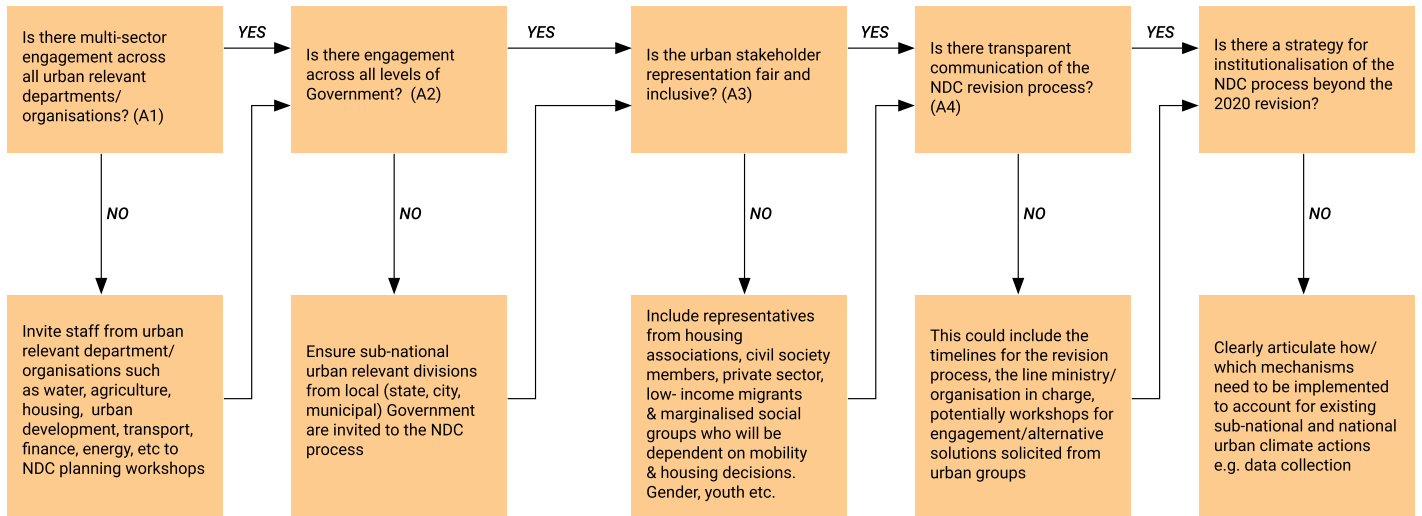 Is there multi-sector
engagement across
all urban relevant
departments/
organisations? (A1)
YES
Is there engagement
across all levels of
Government?  (A2)
YES
Is the urban stakeholder
representation fair and
inclusive? (A3)
YES
Is there transparent
communication of the
NDC revision process?
(A4)
YES
Is there a strategy for
institutionalisation of the
NDC process beyond the
2020 revision?
NO
NO
NO
NO
NO
Invite staff from urban
relevant department/
organisations such
as water, agriculture,
housing,  urban
development, transport,
finance, energy, etc to
NDC planning workshops
Ensure sub-national
urban relevant divisions
from local (state, city,
municipal) Government
are invited to the NDC
process
Include representatives
from housing
associations, civil society
members, private sector,
low- income migrants
& marginalised social
groups who will be
dependent on mobility
& housing decisions.
Gender, youth etc.
This could include the
timelines for the revision
process, the line ministry/
organisation in charge,
potentially workshops for
engagement/alternative
solutions solicited from
urban groups
Clearly articulate how/
which mechanisms
need to be implemented
to account for existing
sub-national and national
urban climate actions
e.g. data collection